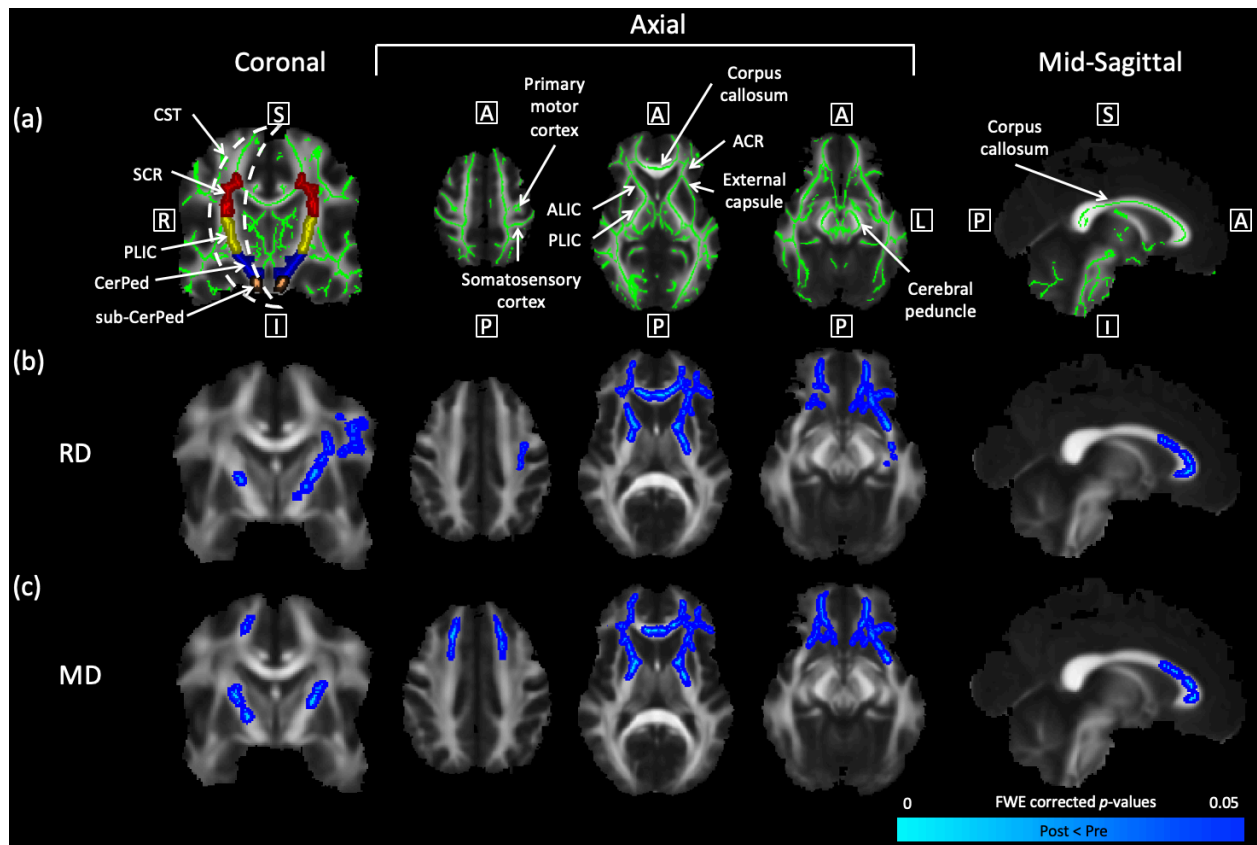 Axial
Coronal
Mid-Sagittal
Primary
motor
cortex
Corpus
callosum
(a)
CST
S
A
A
A
S
Corpus
callosum
SCR
ACR
R
ALIC
External
capsule
L
P
A
PLIC
PLIC
CerPed
Somatosensory
cortex
Cerebral
peduncle
sub-CerPed
I
P
P
P
I
(b)
RD
(c)
MD
0
FWE corrected p-values
0.05
Post < Pre